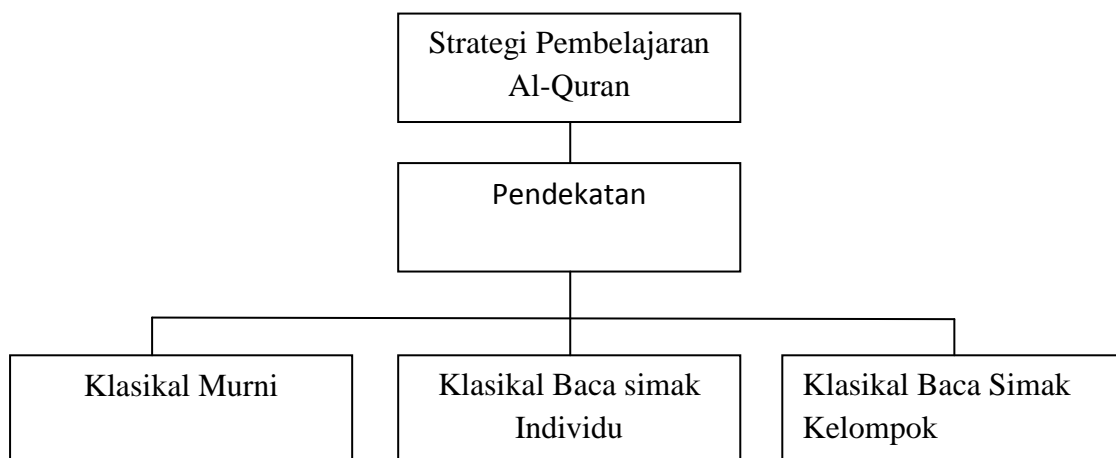 Strategi Pembelajaran
Al-Quran
Pendekatan
Klasikal Murni
Klasikal Baca simak
Individu
Klasikal Baca Simak
Kelompok